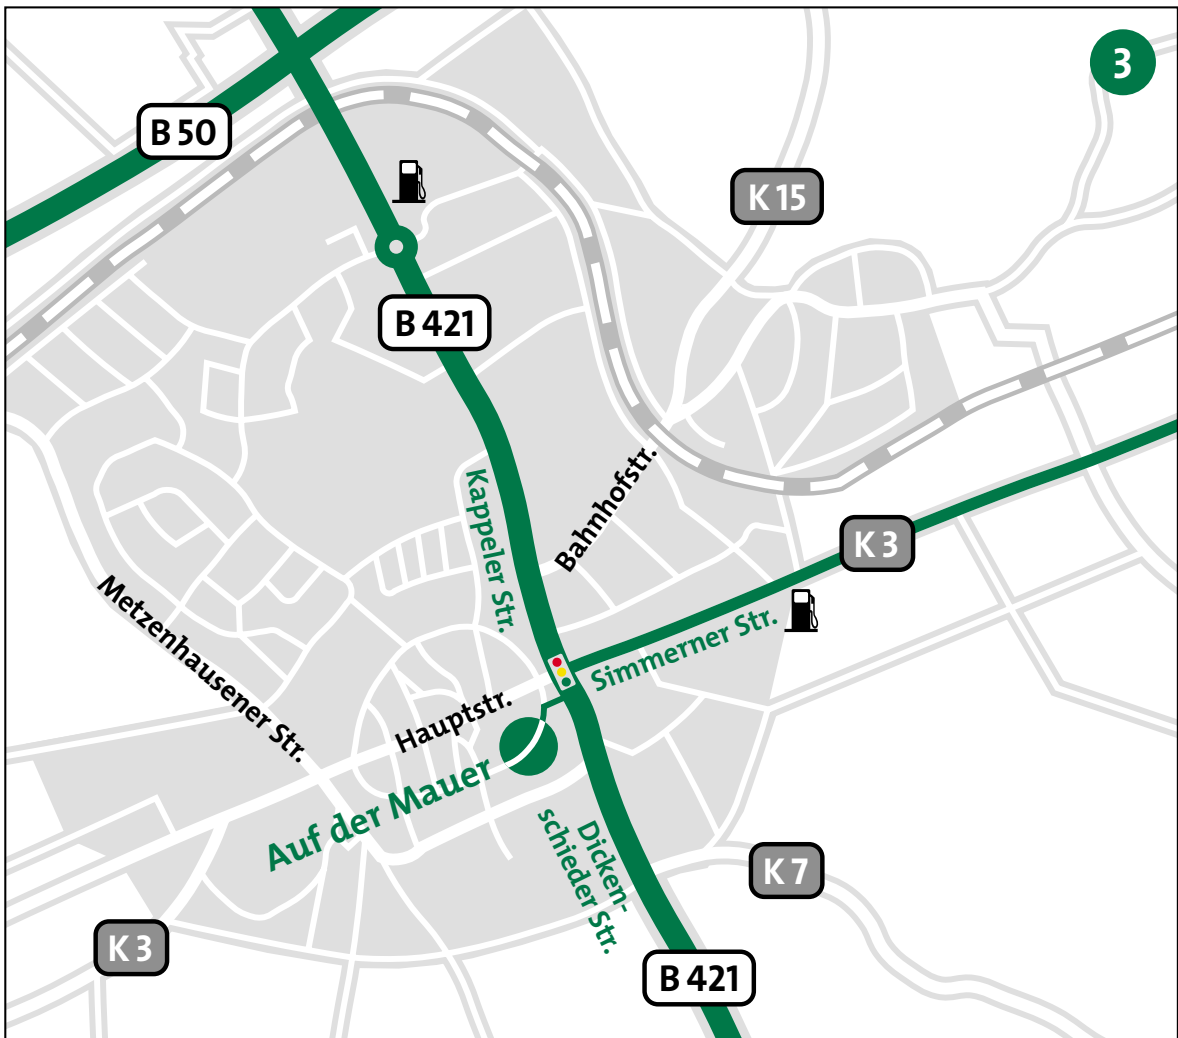 3
B 50
K 15
B 421
Kappeler Str.
Bahnhofstr.
K 3
Metzenhausener Str.
Simmerner Str.
Hauptstr.
Auf der Mauer
Dicken-
schieder Str.
K 7
K 3
B 421